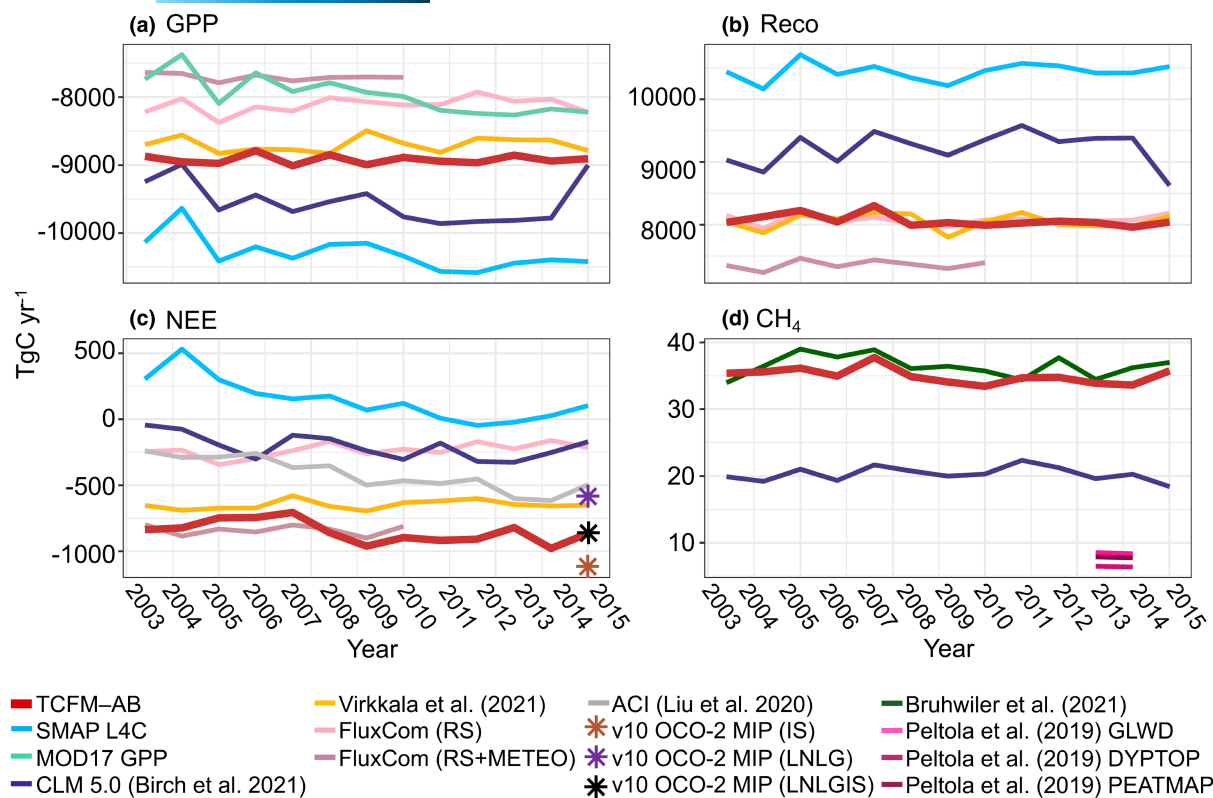 (a) GPP
(b) Reco
-8000
-9000
-10000
10000
9000
8000
(c) NEE
(d) CH₄
TgC yr⁻¹
500
0
-500
-1000
40
30
20
10
2003 2004 2005 2006 2007 2008 2009 2010 2011 2012 2013 2014 2015
2003 2004 2005 2006 2007 2008 2009 2010 2011 2012 2013 2014 2015
Year
Year
TCFM–AB
SMAP L4C
MOD17 GPP
CLM 5.0 (Birch et al. 2021)
Virkkala et al. (2021)
FluxCom (RS)
FluxCom (RS+METEO)
ACI (Liu et al. 2020)
v10 OCO-2 MIP (IS)
v10 OCO-2 MIP (LNLG)
v10 OCO-2 MIP (LNLGIS)
Bruhwiler et al. (2021)
Peltola et al. (2019) GLWD
Peltola et al. (2019) DYPTOP
Peltola et al. (2019) PEATMAP